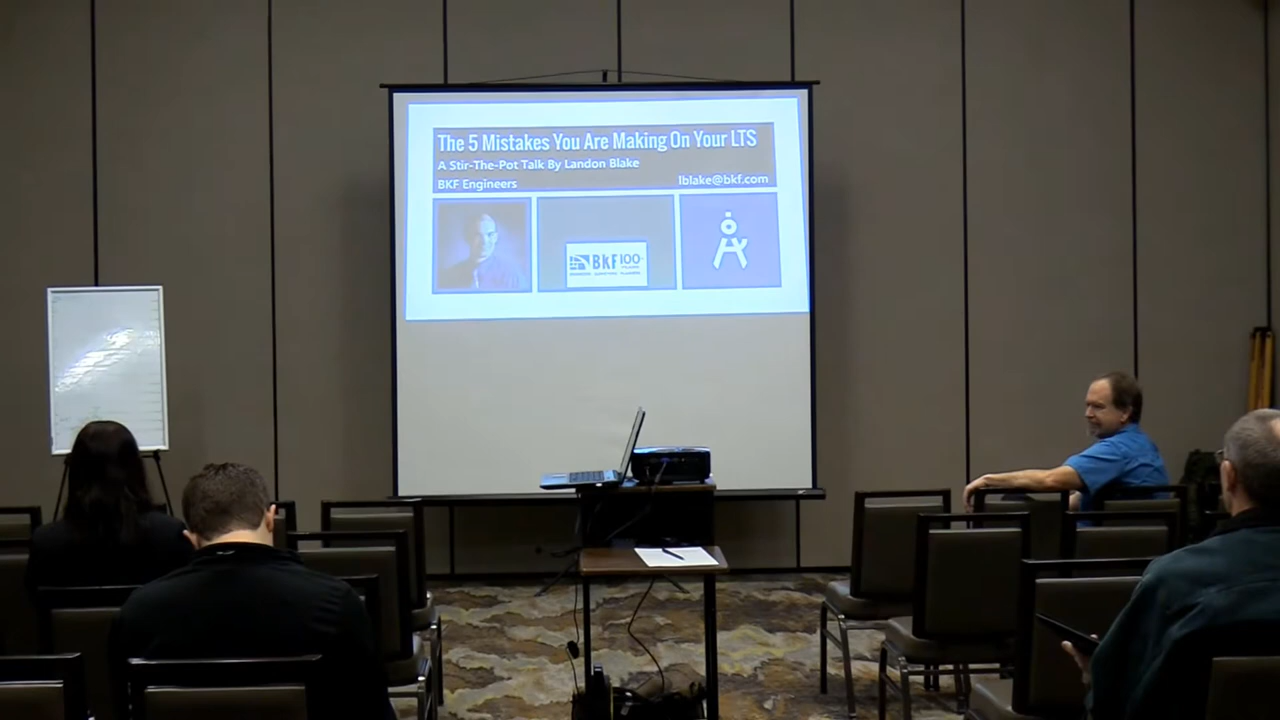 The 5 Mistakes You Are Making On Your LTS
A Stir-The-Pot Talk By Landon Blake
BKF Engineers
lblake@bkf.com
BKF 100+